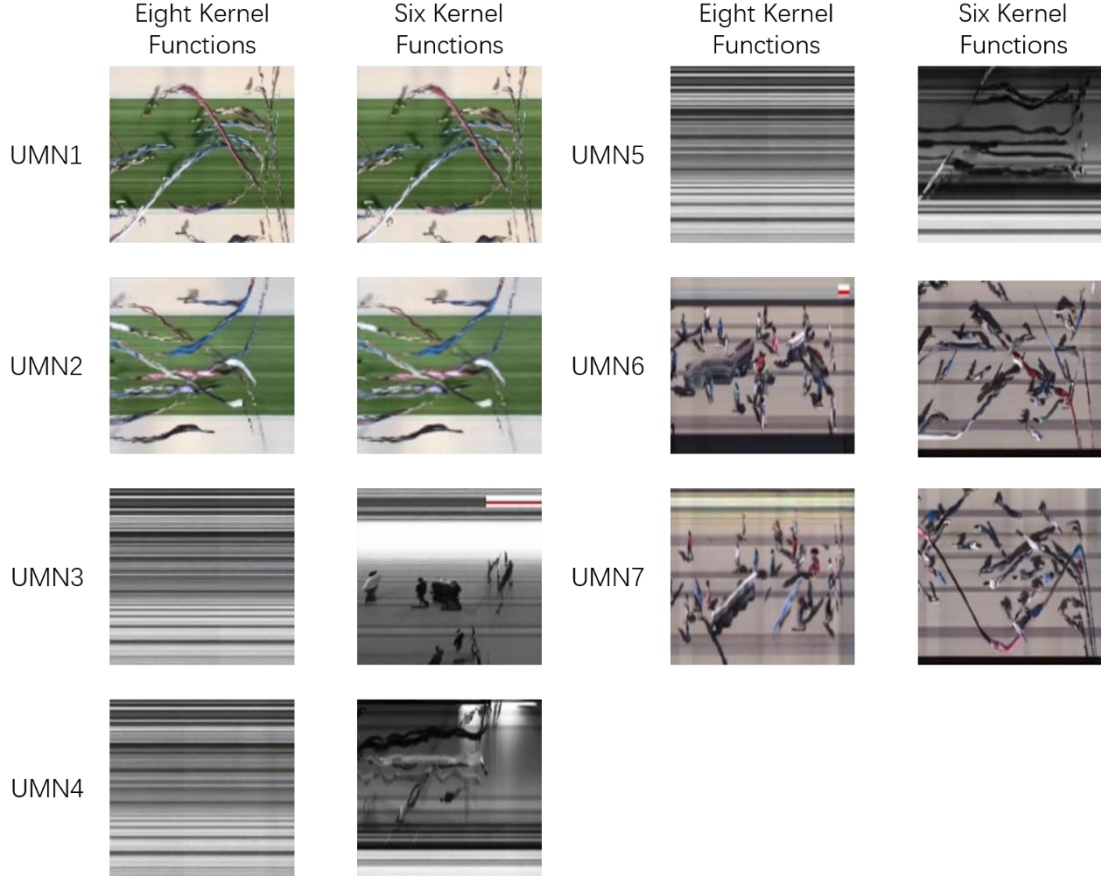 Eight Kernel
Functions
Six Kernel
Functions
Eight Kernel
Functions
Six Kernel
Functions
UMN1
UMN5
UMN2
UMN6
UMN3
UMN7
UMN4